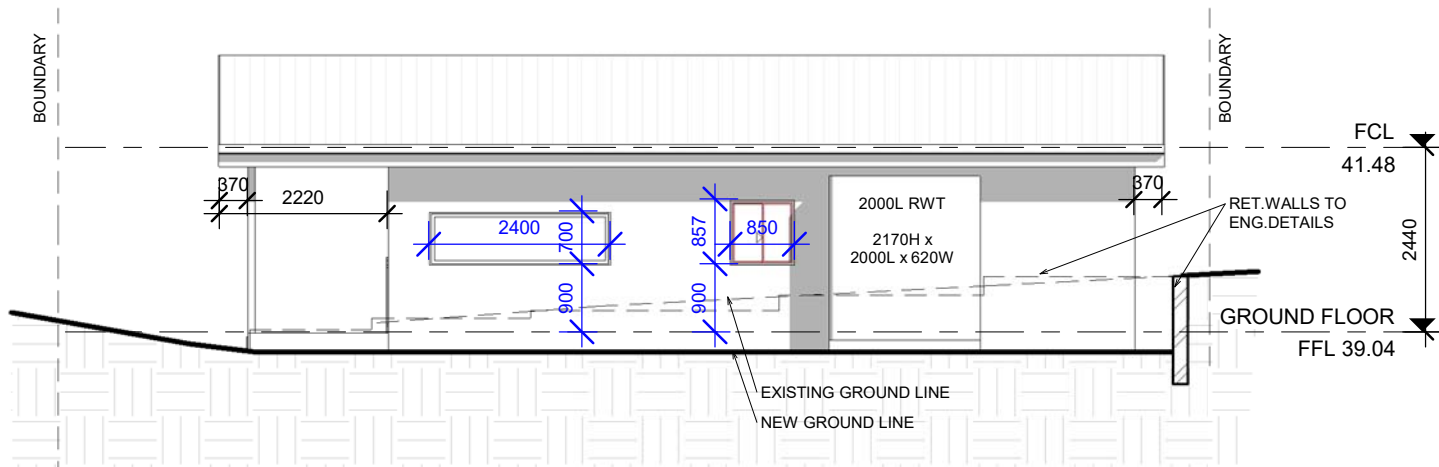 BOUNDARY
BOUNDARY
FCL
41.48
370
2220
370
2400
700
857
850
2000L RWT
2170H x
2000L x 620W
RET.WALLS TO
ENG.DETAILS
2440
900
900
GROUND FLOOR
FFL 39.04
EXISTING GROUND LINE
NEW GROUND LINE